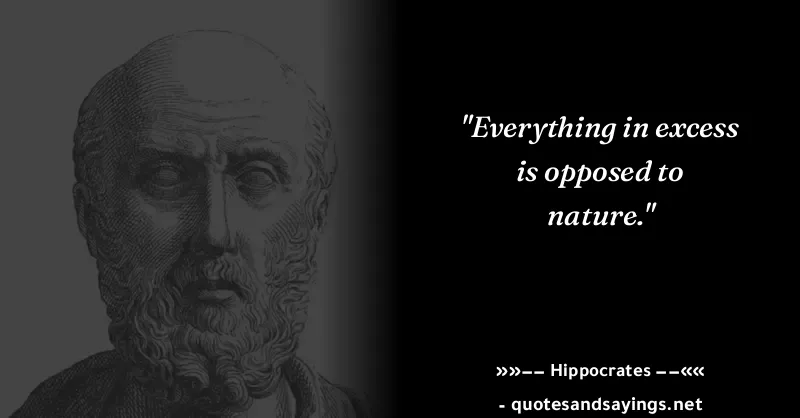 "Everything in excess
is opposed to
nature."
»»−− Hippocrates −−««
- quotesandsayings.net